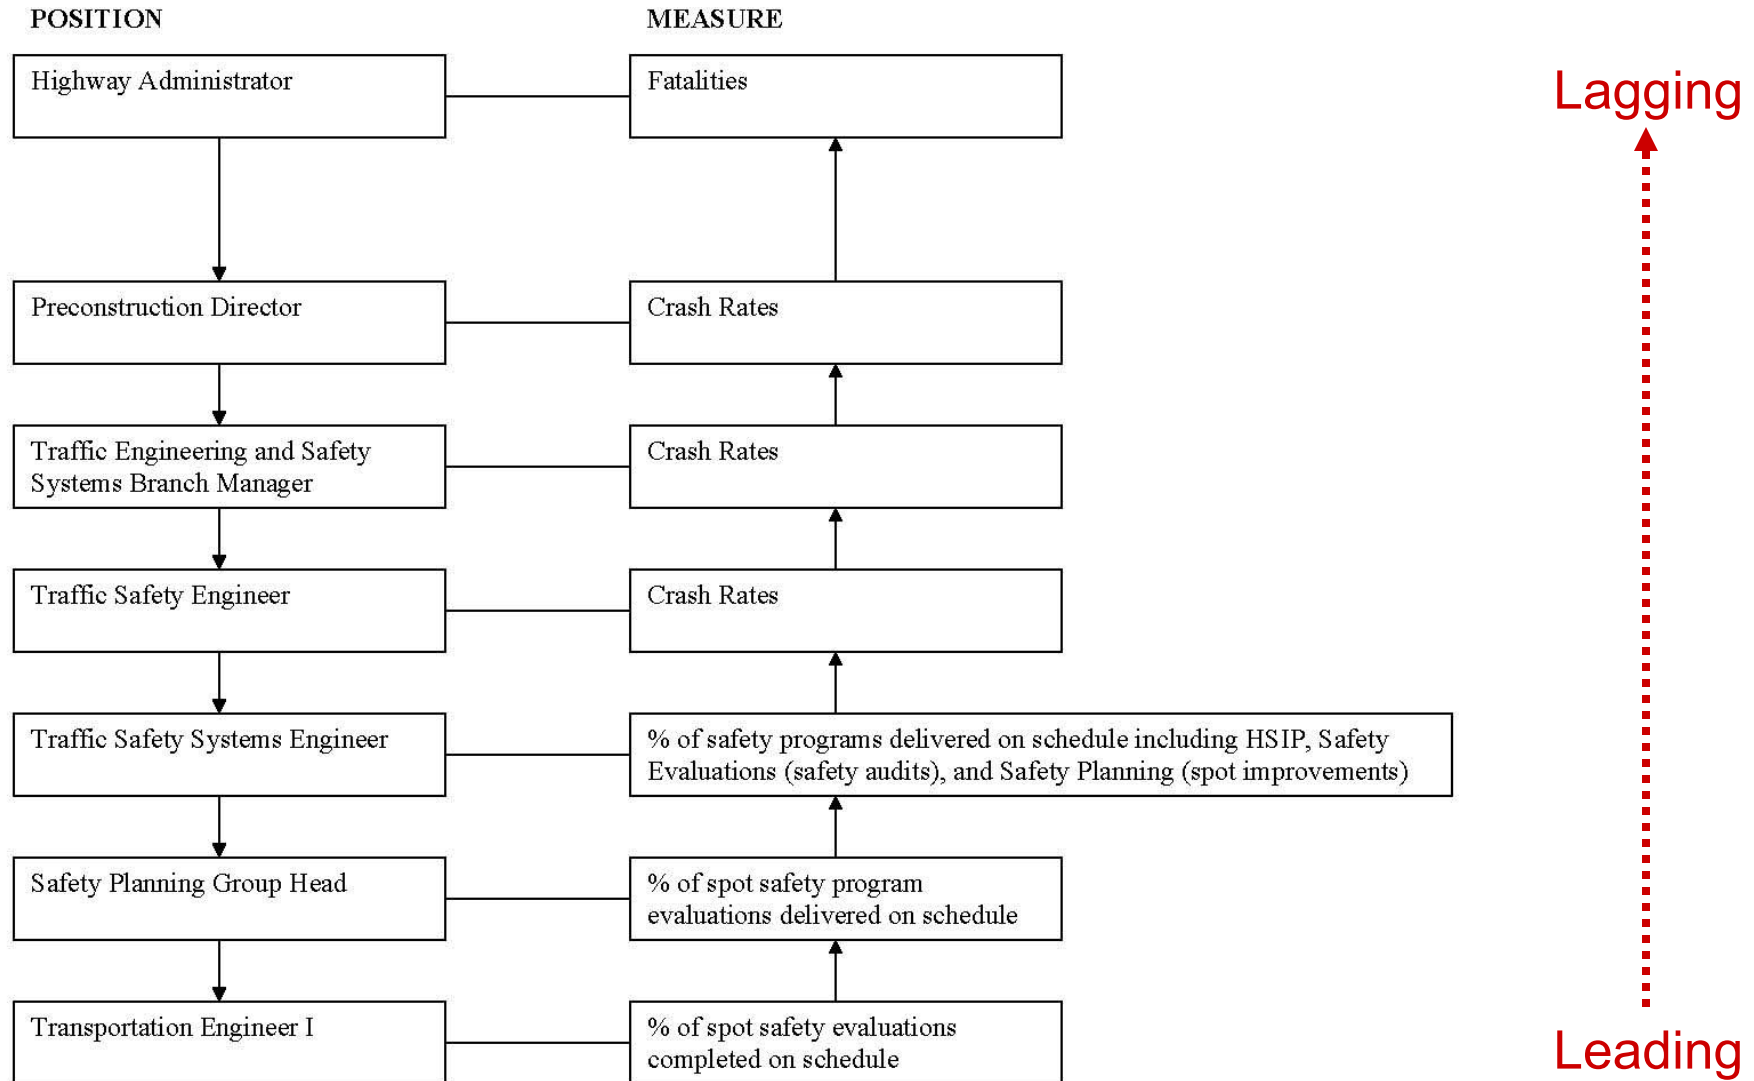 POSITION
MEASURE
Highway Administrator
Fatalities
Lagging
Preconstruction Director
Crash Rates
Traffic Engineering and Safety
Systems Branch Manager
Crash Rates
Traffic Safety Engineer
Crash Rates
Traffic Safety Systems Engineer
% of safety programs delivered on schedule including HSIP, Safety
Evaluations (safety audits), and Safety Planning (spot improvements)
Safety Planning Group Head
% of spot safety program
evaluations delivered on schedule
Transportation Engineer I
% of spot safety evaluations
completed on schedule
Leading